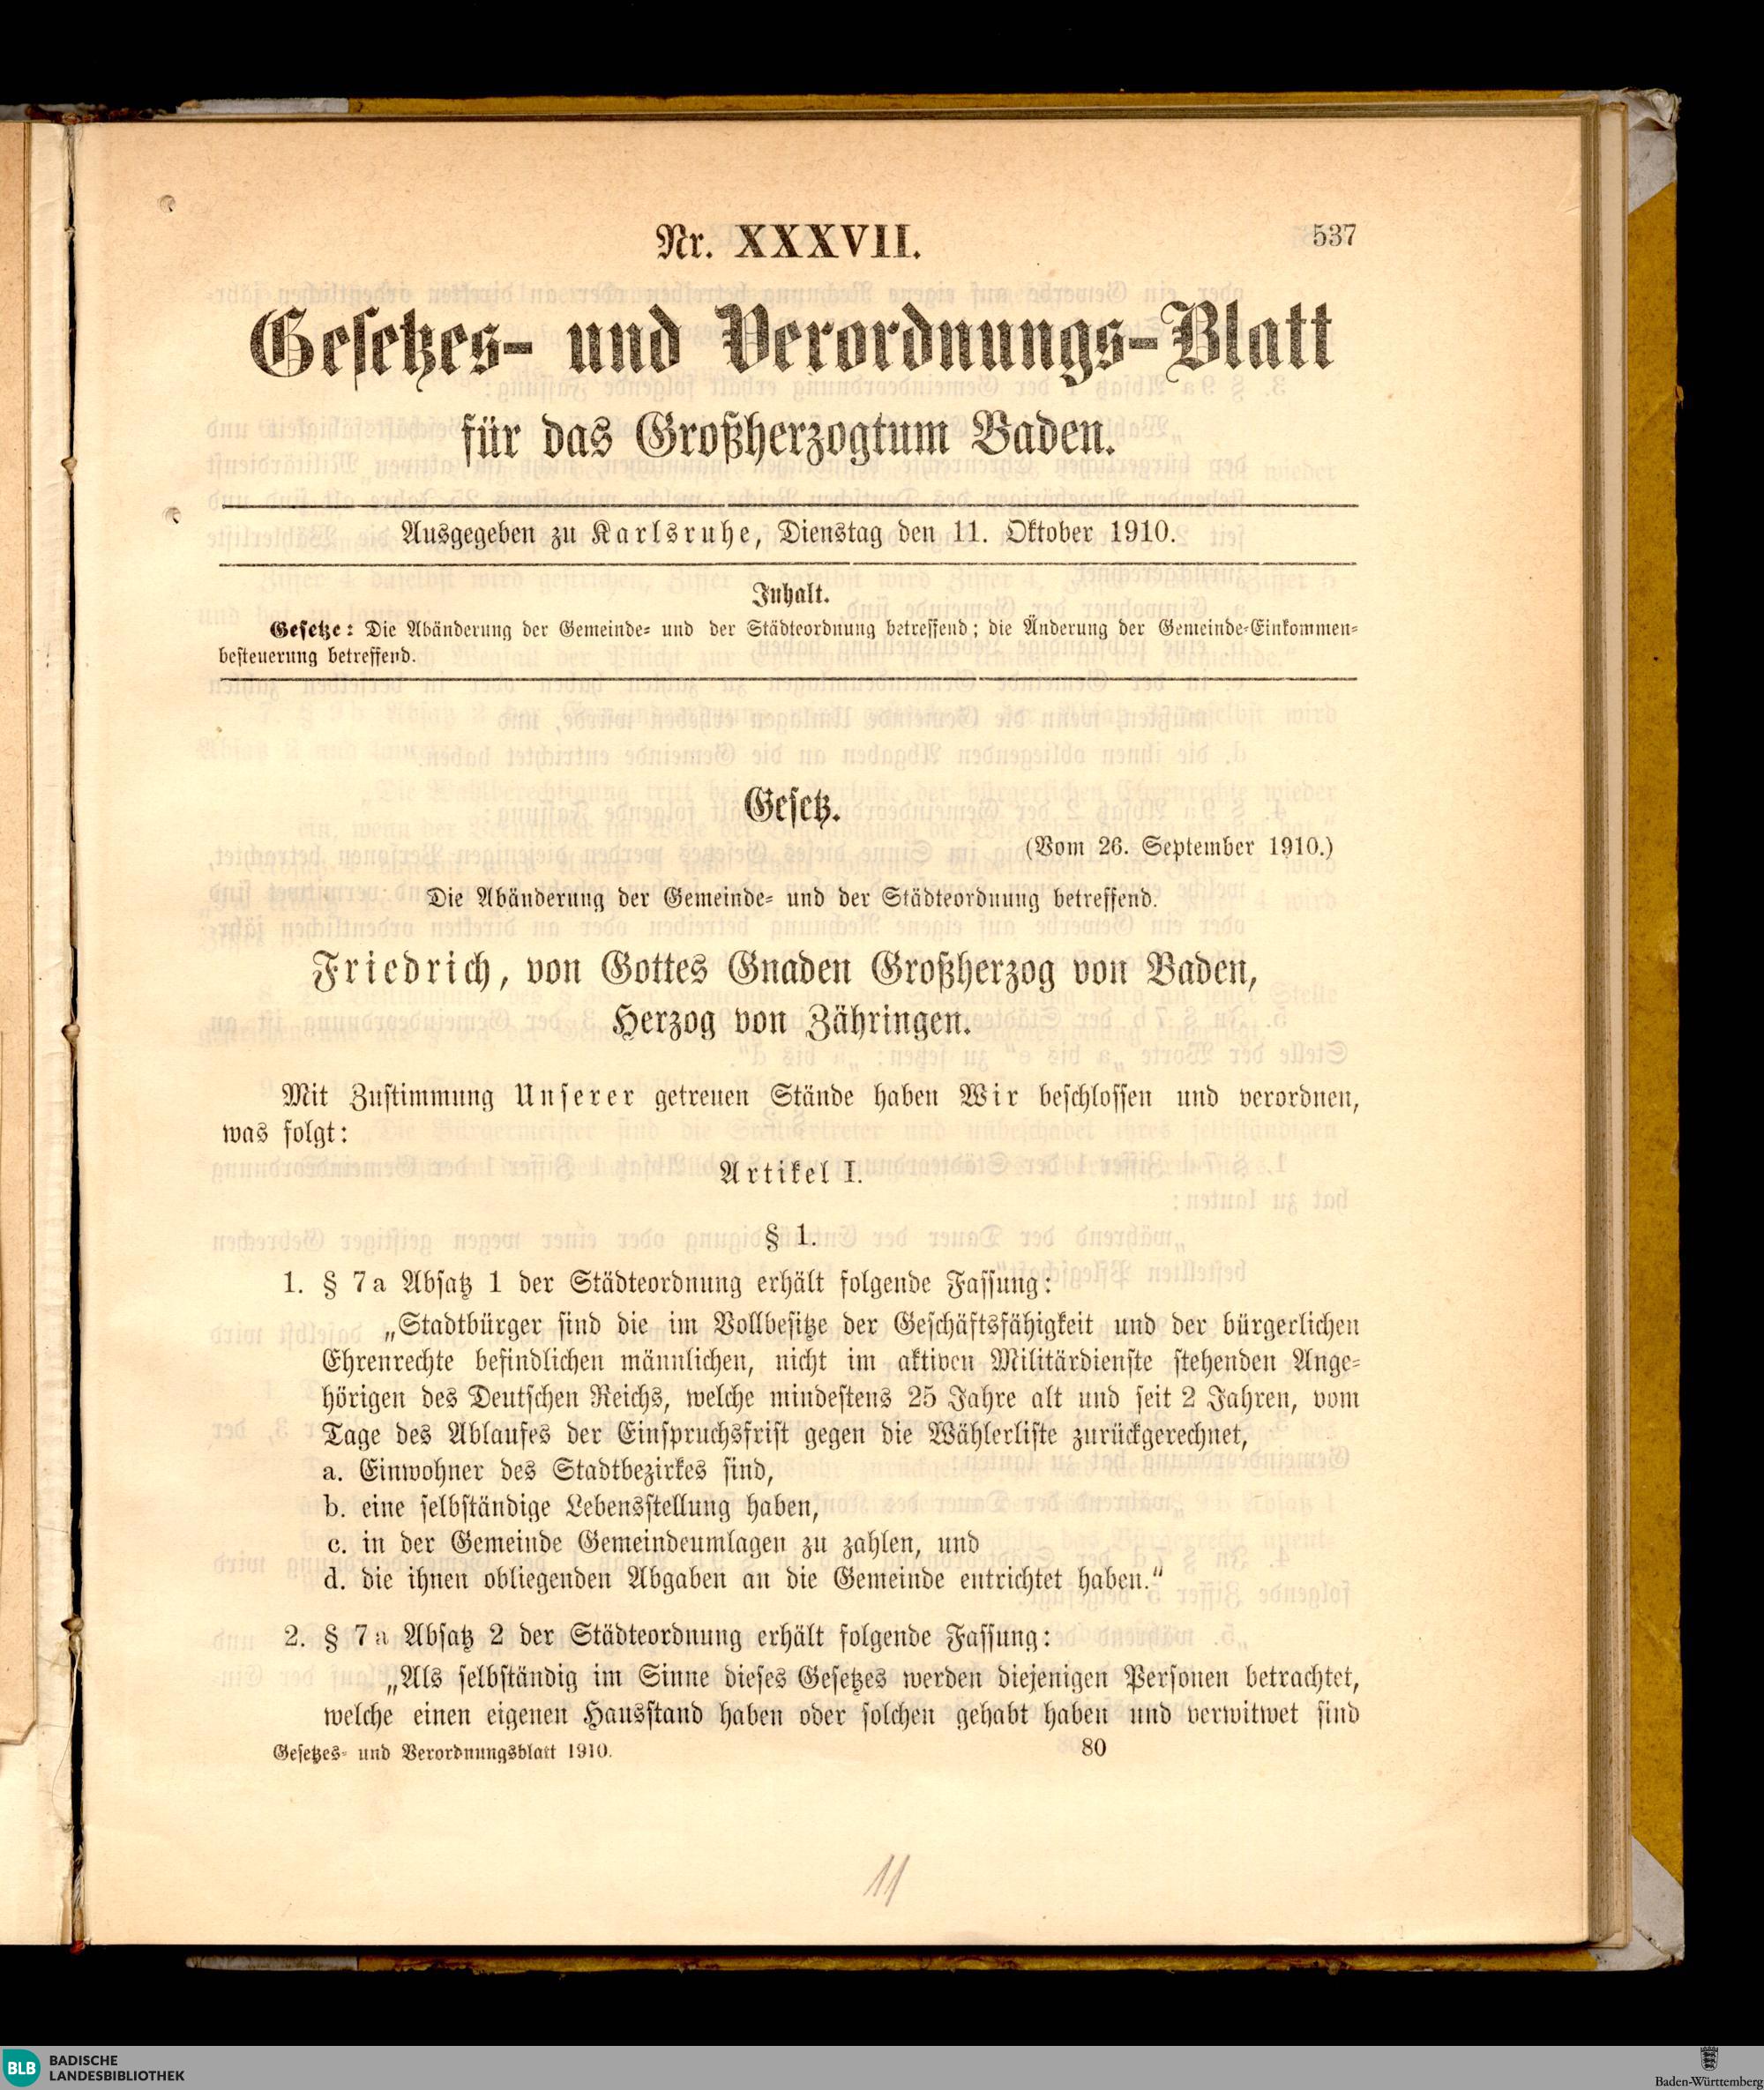 Nr. XXXVII.
537
Gesetzes- und Verordnungs-Blatt
für das Großherzogtum Baden.
Ausgegeben zu Karlsruhe, Dienstag den 11. Oktober 1910.
Inhalt.
Gesetze: Die Abänderung der Gemeinde- und der Städteordnung betreffend; die Änderung der Gemeinde-Einkommen-
besteuerung betreffend.
Gesetz.
(Vom 26. September 1910.)
Die Abänderung der Gemeinde- und der Städteordnung betreffend.
Friedrich, von Gottes Gnaden Großherzog von Baden,
Herzog von Zähringen.
Mit Zustimmung Unserer getreuen Stände haben Wir beschlossen und verordnen,
was folgt:
Artikel I.
§ 1.
1. § 7a Absatz 1 der Städteordnung erhält folgende Fassung:
„Stadtbürger sind die im Vollbesitze der Geschäftsfähigkeit und der bürgerlichen
Ehrenrechte befindlichen männlichen, nicht im aktiven Militärdienste stehenden Ange-
hörigen des Deutschen Reichs, welche mindestens 25 Jahre alt und seit 2 Jahren, vom
Tage des Ablaufes der Einspruchsfrist gegen die Wählerliste zurückgerechnet,
a. Einwohner des Stadtbezirkes sind,
b. eine selbständige Lebensstellung haben,
c. in der Gemeinde Gemeindeumlagen zu zahlen, und
d. die ihnen obliegenden Abgaben an die Gemeinde entrichtet haben.“
2. § 7a Absatz 2 der Städteordnung erhält folgende Fassung:
„Als selbständig im Sinne dieses Gesetzes werden diejenigen Personen betrachtet,
welche einen eigenen Hausstand haben oder solchen gehabt haben und verwitwet sind
Gesetzes- und Verordnungsblatt 1910.
80
11
BLB BADISCHE
LANDESBIBLIOTHEK
Baden-Württemberg